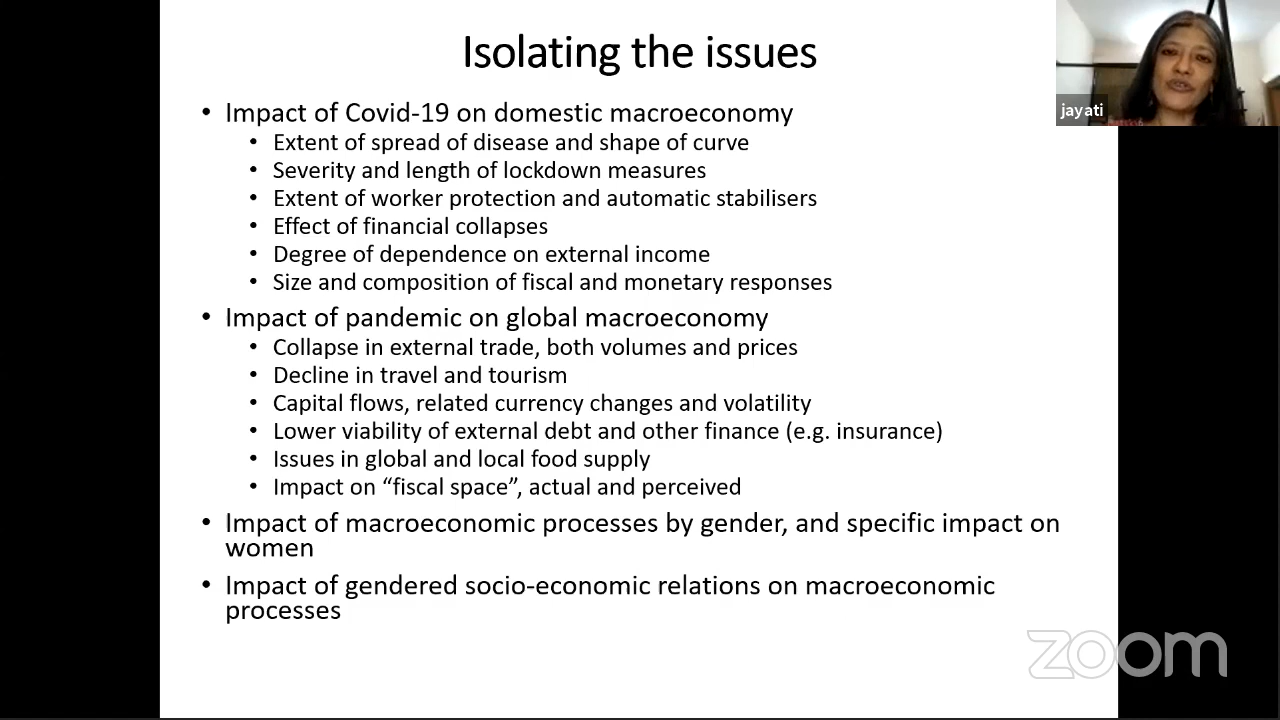 Isolating the issues
• Impact of Covid-19 on domestic macroeconomy
• Extent of spread of disease and shape of curve
• Severity and length of lockdown measures
• Extent of worker protection and automatic stabilisers
• Effect of financial collapses
• Degree of dependence on external income
• Size and composition of fiscal and monetary responses
• Impact of pandemic on global macroeconomy
• Collapse in external trade, both volumes and prices
• Decline in travel and tourism
• Capital flows, related currency changes and volatility
• Lower viability of external debt and other finance (e.g. insurance)
• Issues in global and local food supply
• Impact on “fiscal space”, actual and perceived
• Impact of macroeconomic processes by gender, and specific impact on
women
• Impact of gendered socio-economic relations on macroeconomic
processes
jayati
zoom